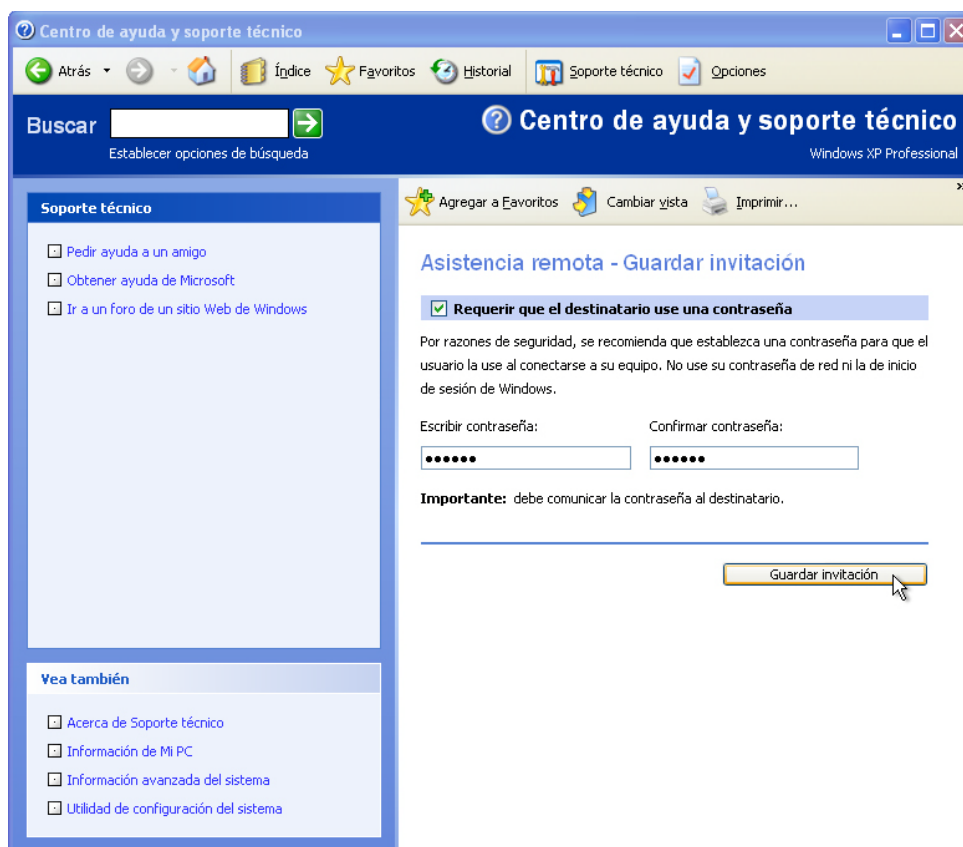 Centro de ayuda y soporte técnico
Atrás Índice Favoritos Historial Soporte técnico Opciones
Buscar
Establecer opciones de búsqueda
Centro de ayuda y soporte técnico
Windows XP Professional
Soporte técnico
Pedir ayuda a un amigo
Obtener ayuda de Microsoft
Ir a un foro de un sitio Web de Windows
Agregar a Favoritos Cambiar vista Imprimir...
Asistencia remota - Guardar invitación
Requerir que el destinatario use una contraseña
Por razones de seguridad, se recomienda que establezca una contraseña para que el
usuario la use al conectarse a su equipo. No use su contraseña de red ni la de inicio
de sesión de Windows.
Escribir contraseña: Confirmar contraseña:
•••••• ••••••
Importante: debe comunicar la contraseña al destinatario.
Guardar invitación
Vea también
Acerca de Soporte técnico
Información de Mi PC
Información avanzada del sistema
Utilidad de configuración del sistema